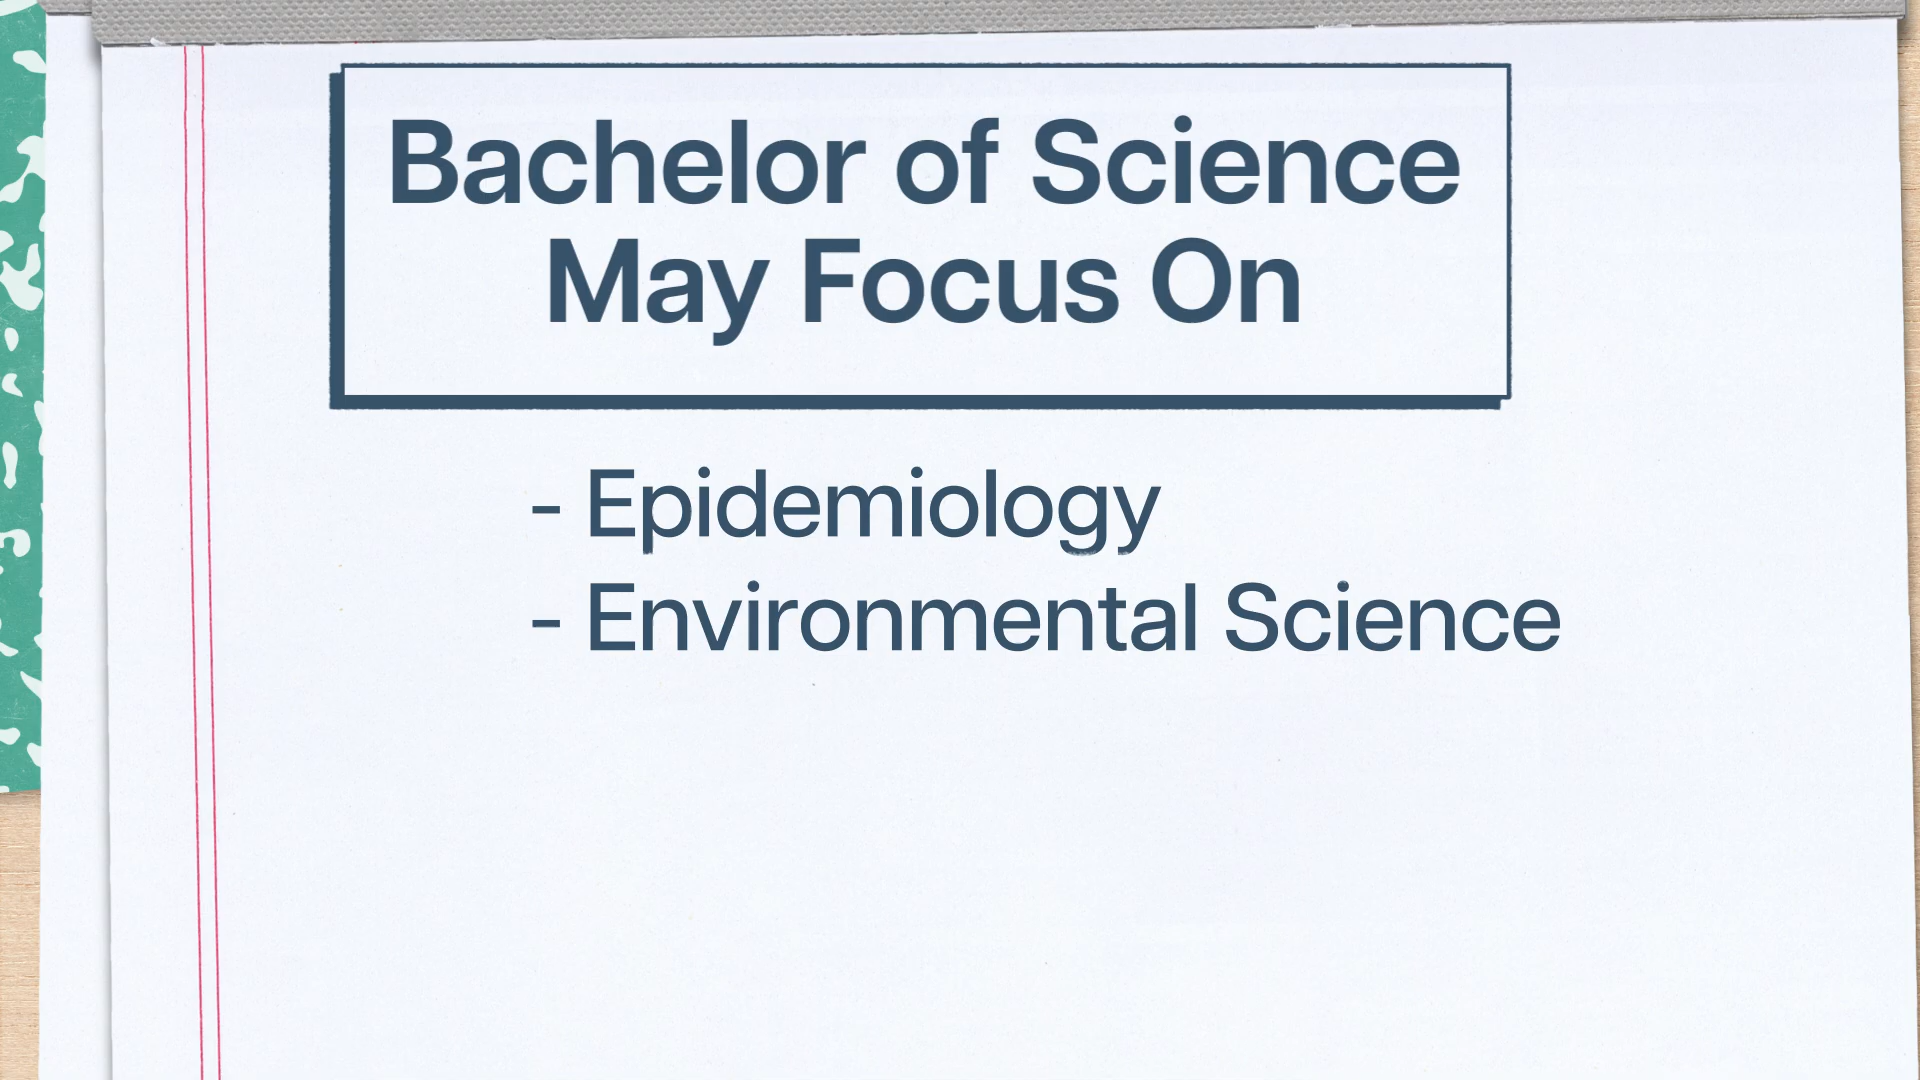 Bachelor of Science
May Focus On
- Epidemiology
- Environmental Science